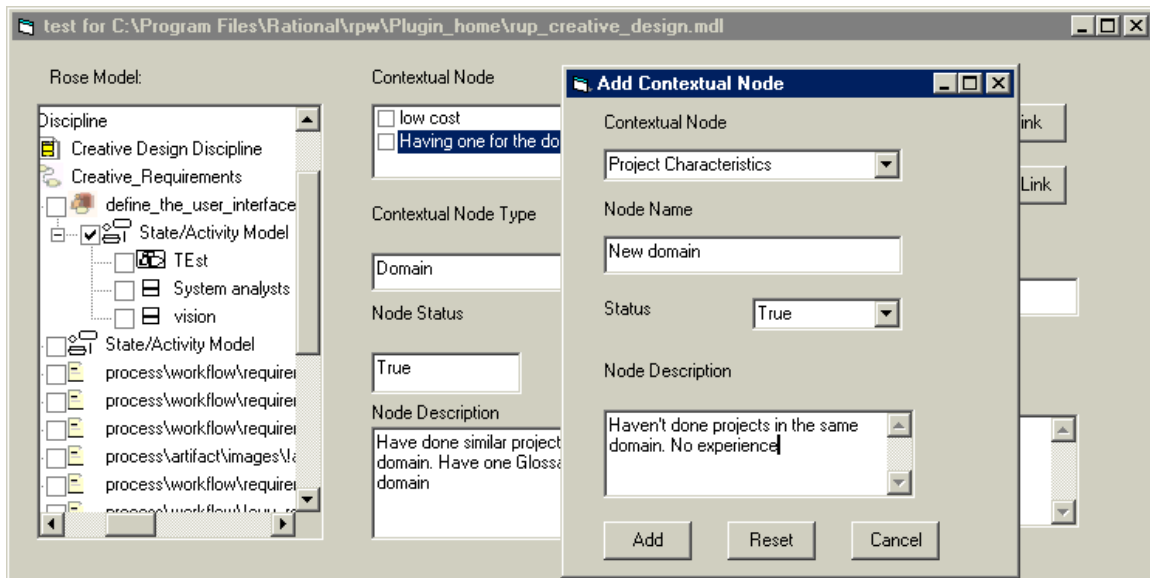 test for C:\Program Files\Rational\rpw\Plugin_home\rup_creative_design.mdl
Rose Model:
Discipline
Creative Design Discipline
Creative_Requirements
define_the_user_interface
State/Activity Model
TEst
System analysts
vision
State/Activity Model
process\workflow\requirer
process\workflow\requirer
process\workflow\requirer
process\artifact\images\!a
process\workflow\requirer
Contextual Node
low cost
Having one for the do
Contextual Node Type
Domain
Node Status
True
Node Description
Have done similar project
domain. Have one Glossa
domain
Add Contextual Node
Contextual Node
Project Characteristics
Node Name
New domain
Status
True
Node Description
Haven't done projects in the same
domain. No experience
Add
Reset
Cancel
ink
Link